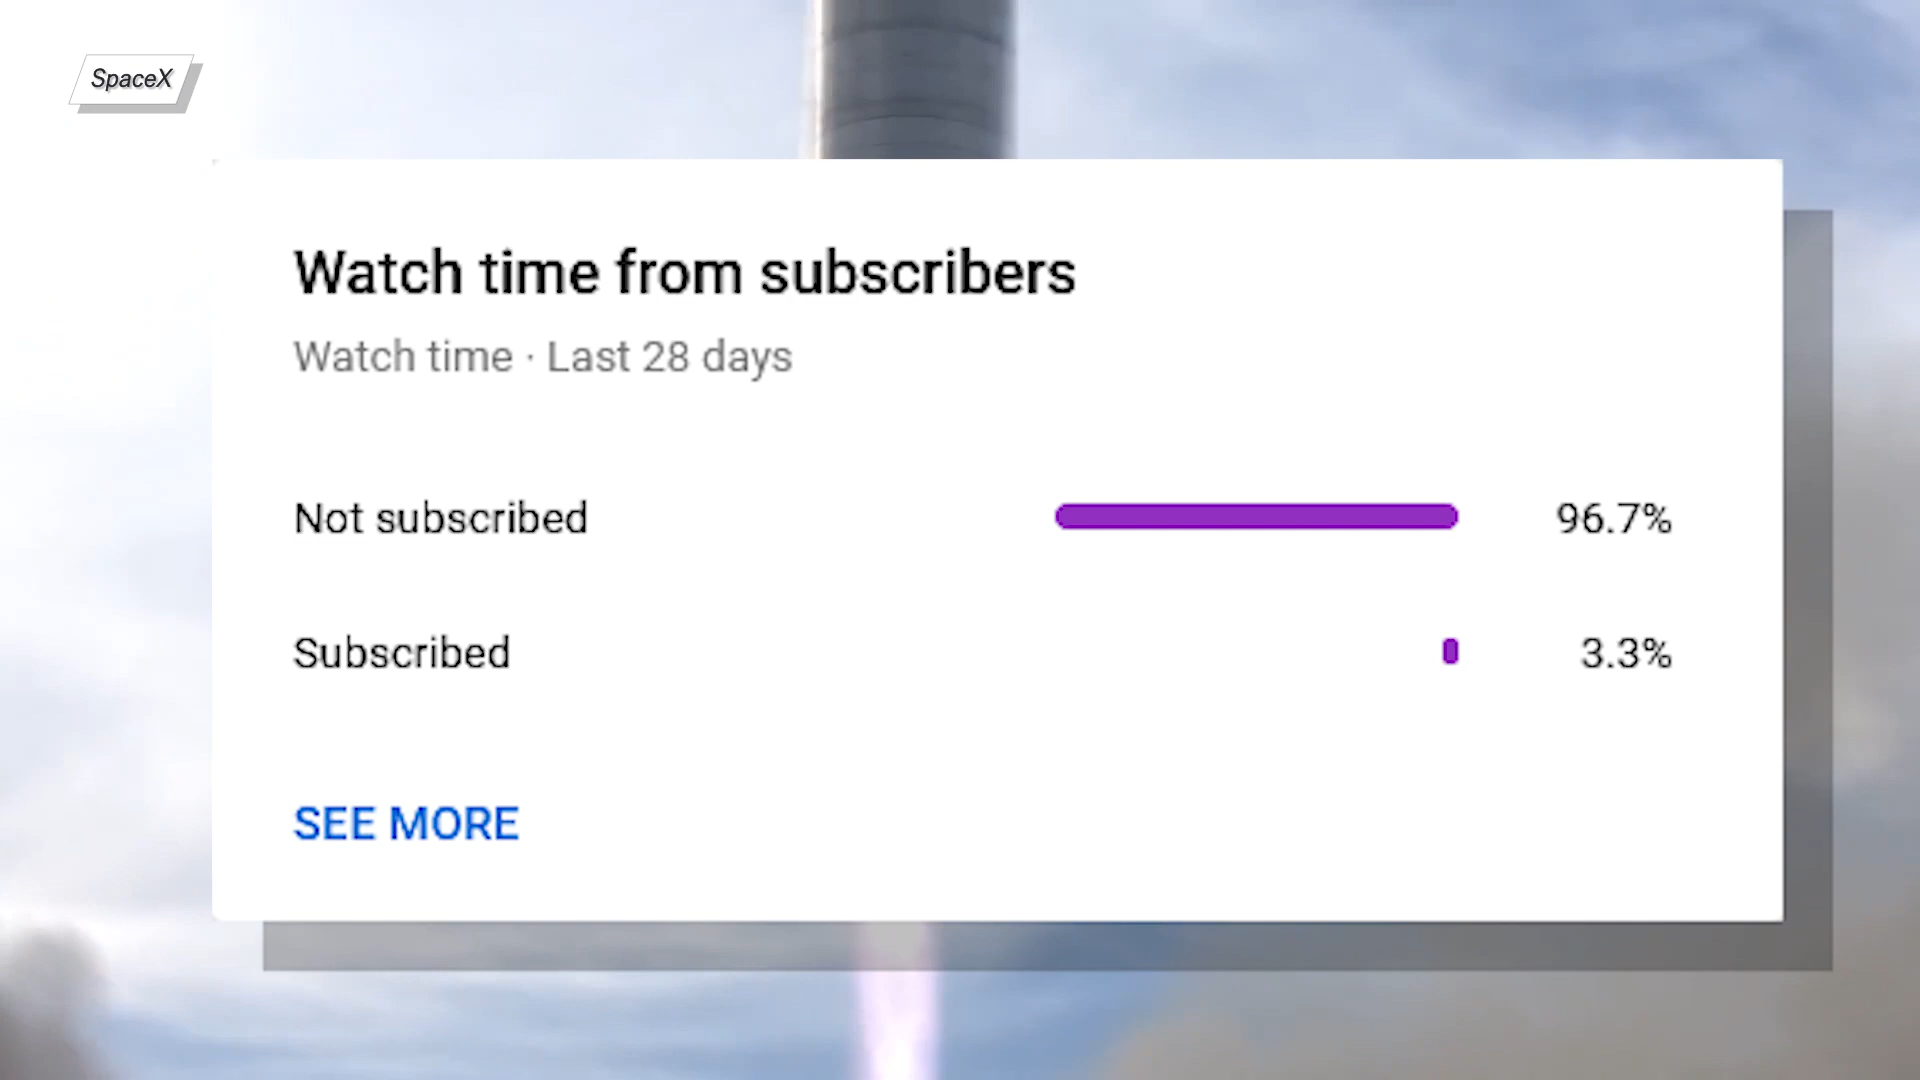 SpaceX
Watch time from subscribers
Watch time · Last 28 days
Not subscribed 96.7%
Subscribed 3.3%
SEE MORE